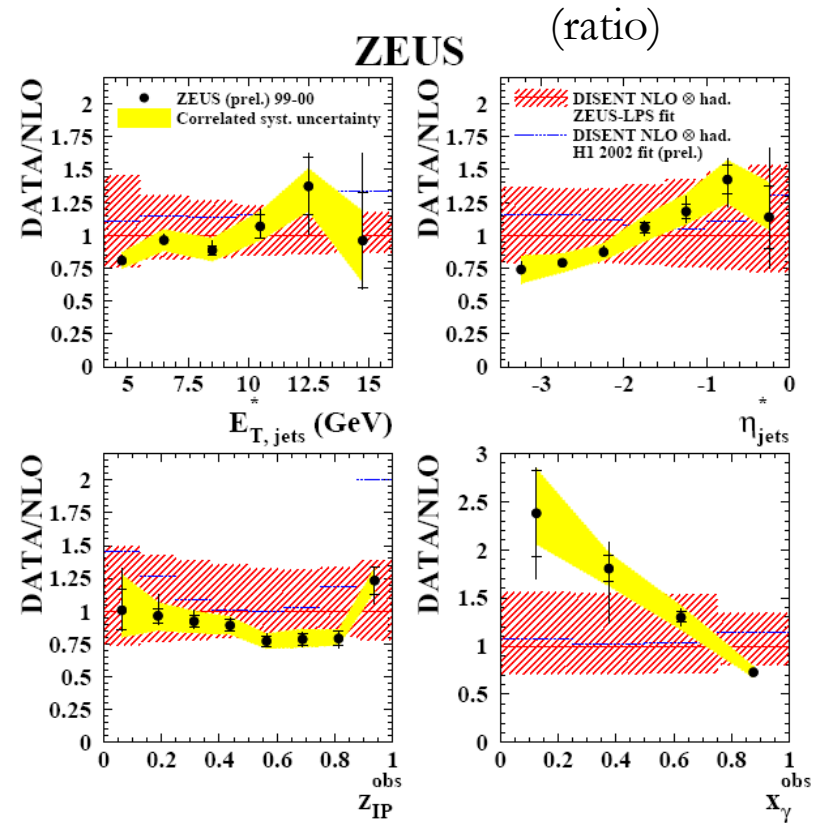 (ratio)
ZEUS
DATA/NLO
2
1.75
1.5
1.25
1
0.75
0.5
0.25
0
ZEUS (prel.) 99-00
Correlated syst. uncertainty
5 7.5 10 12.5 15
E*T, jets (GeV)
DATA/NLO
2
1.75
1.5
1.25
1
0.75
0.5
0.25
0
DISENT NLO ⊗ had.
ZEUS-LPS fit
DISENT NLO ⊗ had.
H1 2002 fit (prel.)
-3 -2 -1 0
η*jets
DATA/NLO
2
1.75
1.5
1.25
1
0.75
0.5
0.25
0
0 0.2 0.4 0.6 0.8 1
zIP obs
DATA/NLO
3
2.5
2
1.5
1
0.5
0
0 0.2 0.4 0.6 0.8 1
xγ obs